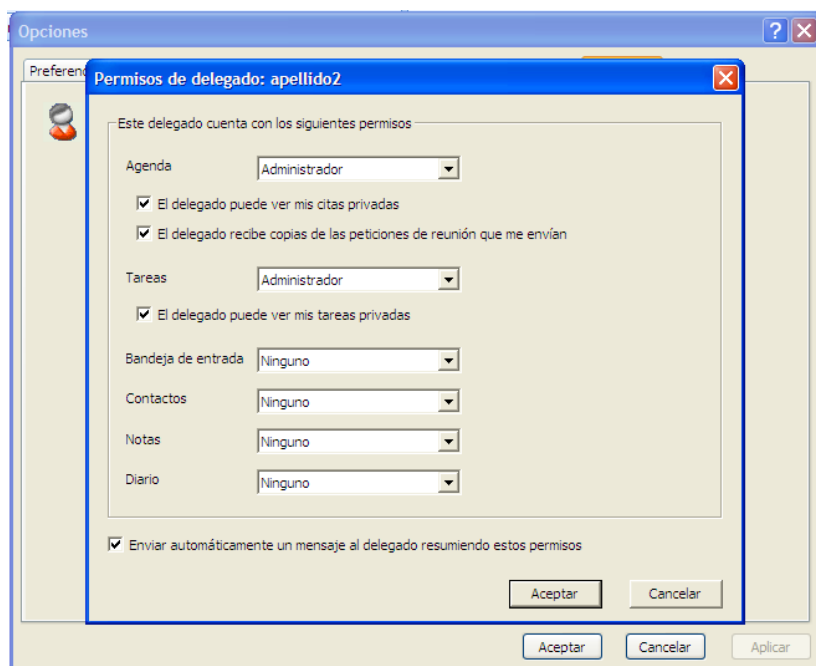 Opciones
Preferenc
Permisos de delegado: apellido2
Este delegado cuenta con los siguientes permisos
Agenda Administrador
El delegado puede ver mis citas privadas
El delegado recibe copias de las peticiones de reunión que me envían
Tareas Administrador
El delegado puede ver mis tareas privadas
Bandeja de entrada Ninguno
Contactos Ninguno
Notas Ninguno
Diario Ninguno
Enviar automáticamente un mensaje al delegado resumiendo estos permisos
Aceptar Cancelar
Aceptar Cancelar Aplicar